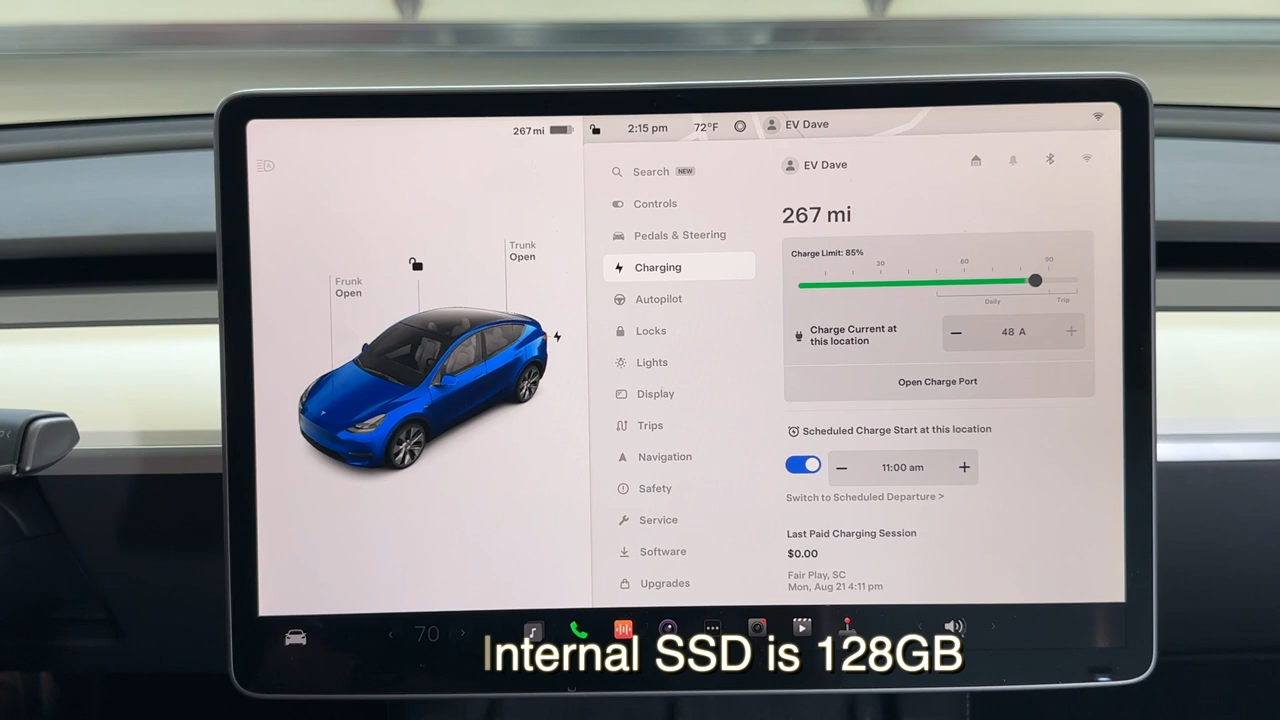 267 mi
2:15 pm
72°F
EV Dave
Frunk
Open
Trunk
Open
Search NEW
Controls
Pedals & Steering
Charging
Autopilot
Locks
Lights
Display
Trips
Navigation
Safety
Service
Software
Upgrades
EV Dave
267 mi
Charge Limit: 85%
30 60 90
Daily Trip
Charge Current at
this location
48 A
Open Charge Port
Scheduled Charge Start at this location
11:00 am
Switch to Scheduled Departure >
Last Paid Charging Session
$0.00
Fair Play, SC
Mon, Aug 21 4:11 pm
70
Internal SSD is 128GB